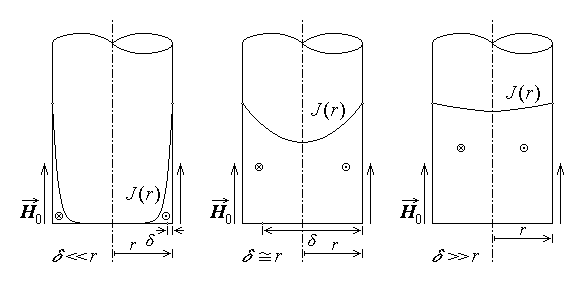 J(r)
J(r)
J(r)
H₀ ⊗ ⊙
H₀ ⊗ ⊙
H₀ ⊗ ⊙
r δ
δ r
r
δ<<r
δ≅r
δ>>r